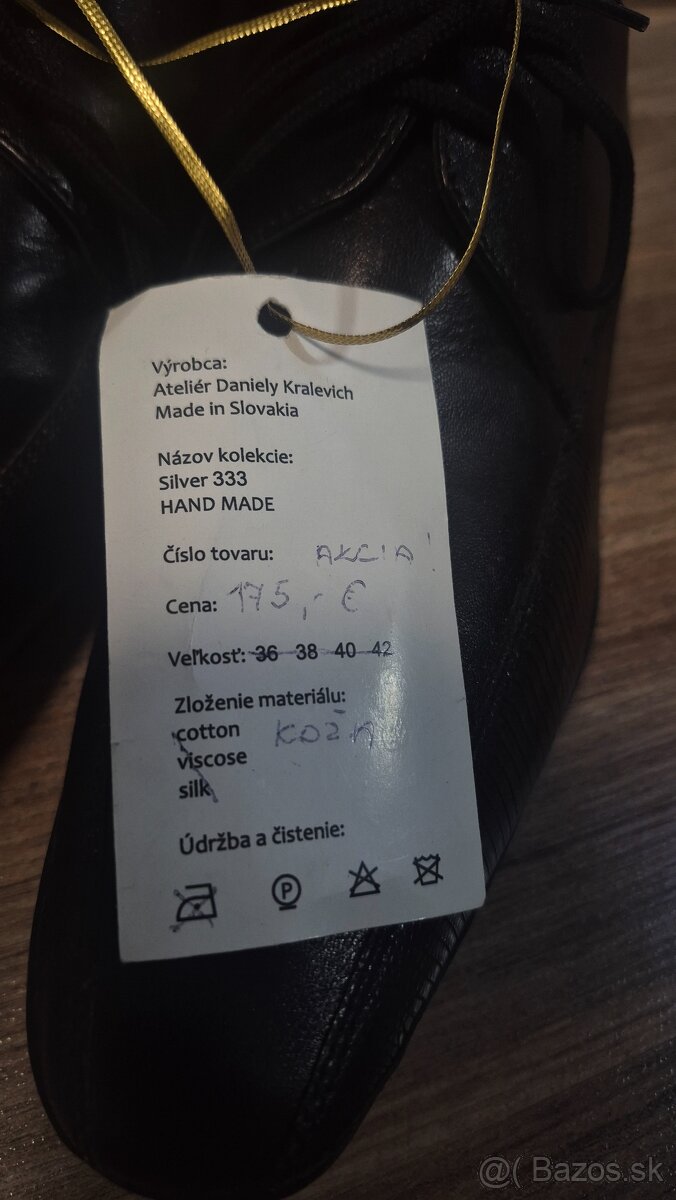 Výrobca:
Ateliér Daniely Kralevich
Made in Slovakia
Názov kolekcie:
Silver 333
HAND MADE
Číslo tovaru: AKCIA!
Cena: 175,- €
Veľkosť: 36 38 40 42
Zloženie materiálu:
cotton KOŽA
viscose
silk
Údržba a čistenie:
P
@( Bazos.sk